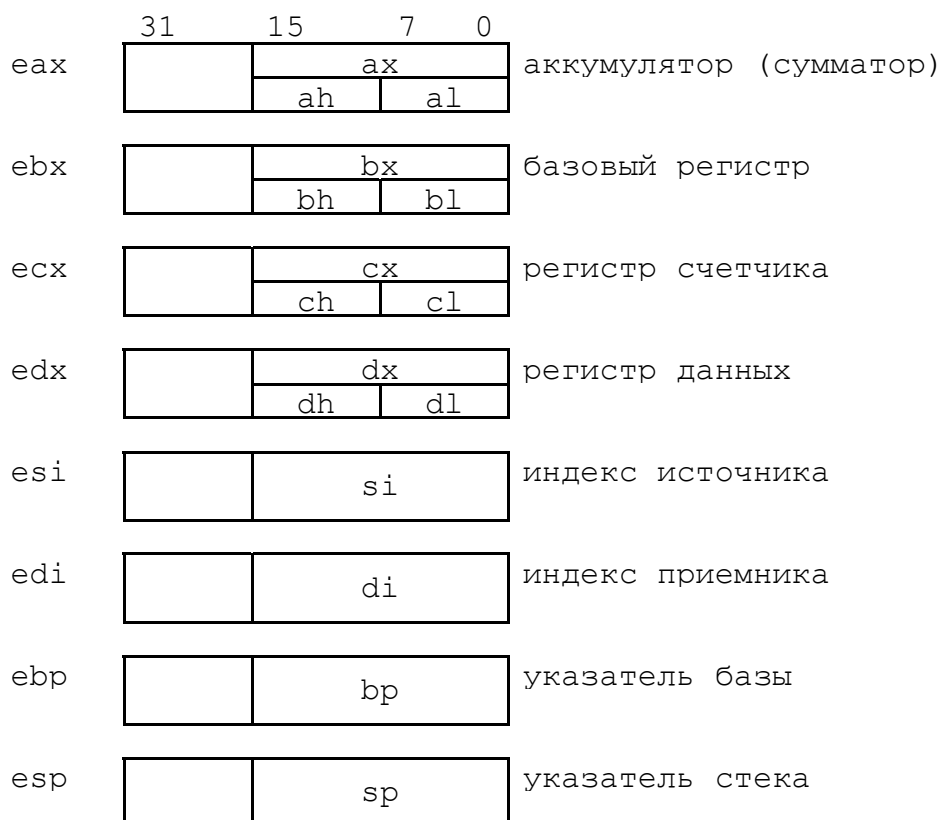 31 15 7 0
eax ax аккумулятор (сумматор)
ah al
ebx bx базовый регистр
bh bl
ecx cx регистр счетчика
ch cl
edx dx регистр данных
dh dl
esi si индекс источника
edi di индекс приемника
ebp bp указатель базы
esp sp указатель стека